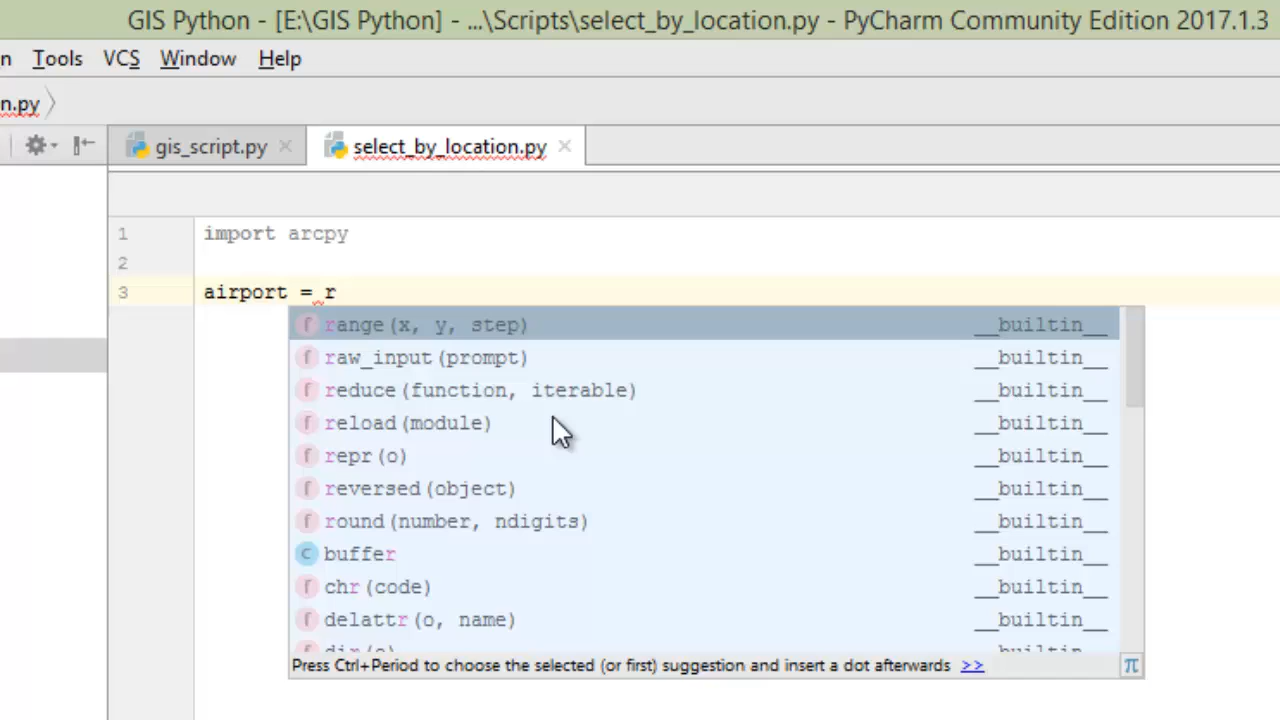 GIS Python - [E:\GIS Python] - ...\Scripts\select_by_location.py - PyCharm Community Edition 2017.1.3
n Tools VCS Window Help
n.py
gis_script.py select_by_location.py
1 import arcpy
2
3 airport = r
f range(x, y, step) __builtin__
f raw_input(prompt) __builtin__
f reduce(function, iterable) __builtin__
f reload(module) __builtin__
f repr(o) __builtin__
f reversed(object) __builtin__
f round(number, ndigits) __builtin__
c buffer __builtin__
f chr(code) __builtin__
f delattr(o, name) __builtin__
f dir(o) __builtin__
Press Ctrl+Period to choose the selected (or first) suggestion and insert a dot afterwards >> π